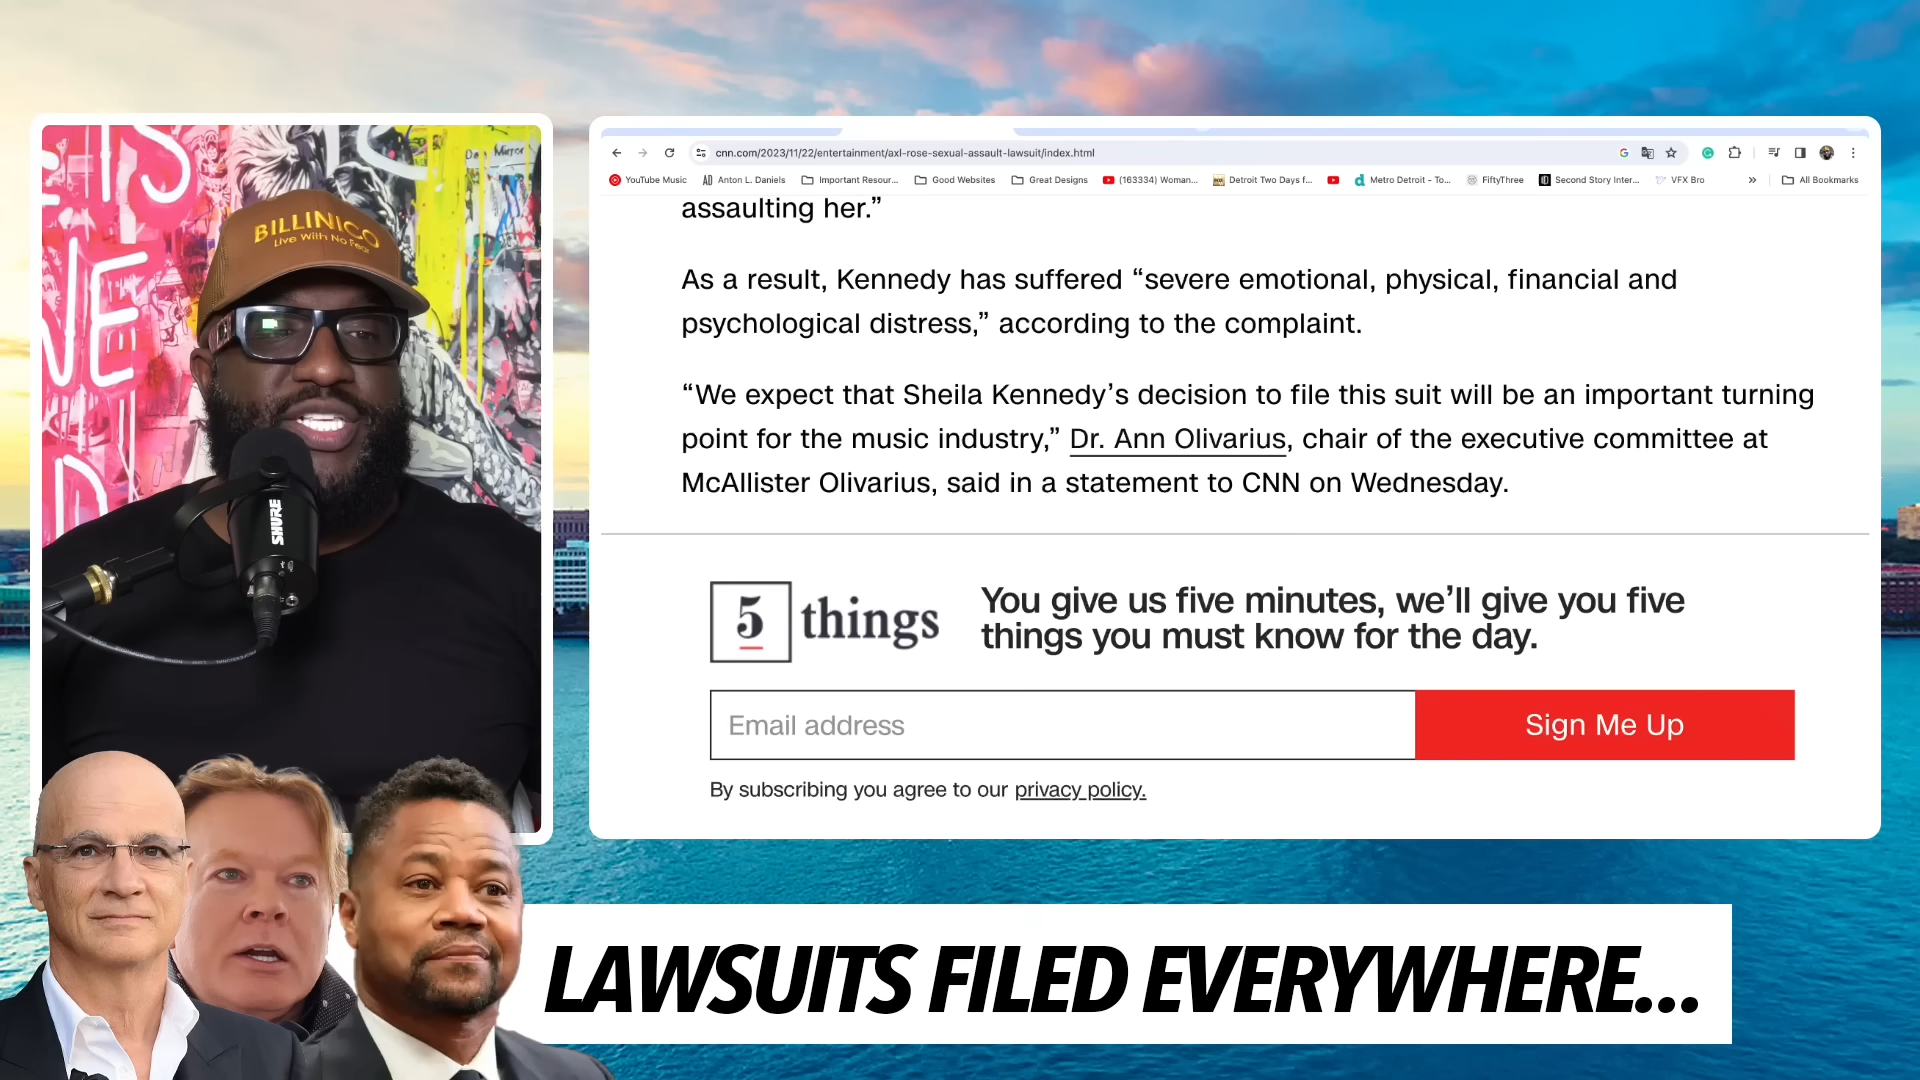 BILLINICO
Live With No Fear
SHURE
cnn.com/2023/11/22/entertainment/axl-rose-sexual-assault-lawsuit/index.html
YouTube Music
Anton L. Daniels
Important Resour...
Good Websites
Great Designs
(163334) Woman...
Detroit Two Days f...
Metro Detroit - To...
FiftyThree
Second Story Inter...
VFX Bro
»
All Bookmarks
assaulting her.”
As a result, Kennedy has suffered “severe emotional, physical, financial and
psychological distress,” according to the complaint.
“We expect that Sheila Kennedy’s decision to file this suit will be an important turning
point for the music industry,” Dr. Ann Olivarius, chair of the executive committee at
McAllister Olivarius, said in a statement to CNN on Wednesday.
5 things
You give us five minutes, we’ll give you five
things you must know for the day.
Email address
Sign Me Up
By subscribing you agree to our privacy policy.
LAWSUITS FILED EVERYWHERE...